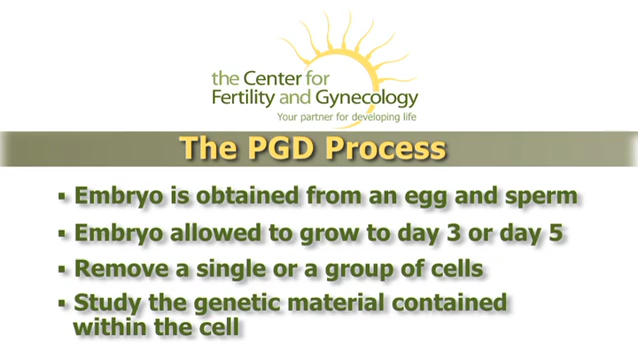 the Center for
Fertility and Gynecology
Your partner for developing life
The PGD Process
▪ Embryo is obtained from an egg and sperm
▪ Embryo allowed to grow to day 3 or day 5
▪ Remove a single or a group of cells
▪ Study the genetic material contained
within the cell